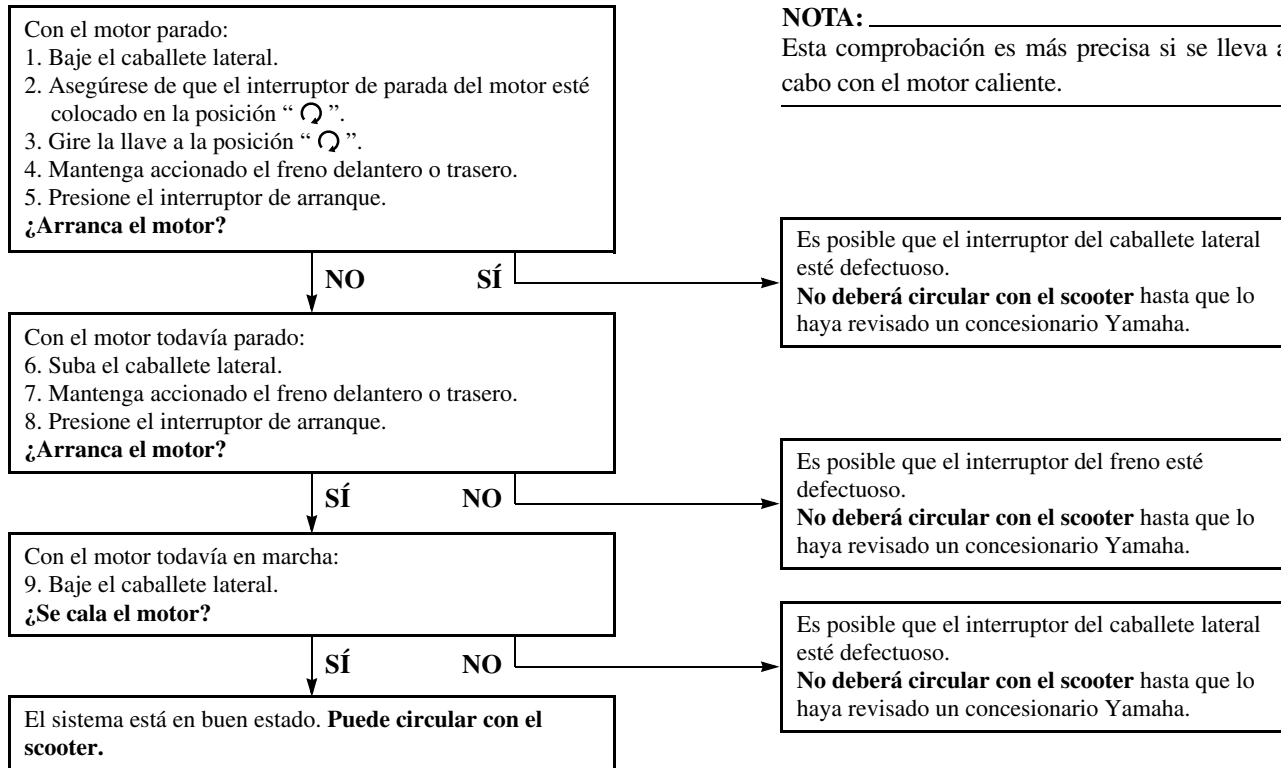 Con el motor parado:
1. Baje el caballete lateral.
2. Asegúrese de que el interruptor de parada del motor esté
colocado en la posición “ ”.
3. Gire la llave a la posición “ ”.
4. Mantenga accionado el freno delantero o trasero.
5. Presione el interruptor de arranque.
¿Arranca el motor?
NOTA:
Esta comprobación es más precisa si se lleva a
cabo con el motor caliente.
NO SÍ
Es posible que el interruptor del caballete lateral
esté defectuoso.
No deberá circular con el scooter hasta que lo
haya revisado un concesionario Yamaha.
Con el motor todavía parado:
6. Suba el caballete lateral.
7. Mantenga accionado el freno delantero o trasero.
8. Presione el interruptor de arranque.
¿Arranca el motor?
SÍ NO
Es posible que el interruptor del freno esté
defectuoso.
No deberá circular con el scooter hasta que lo
haya revisado un concesionario Yamaha.
Con el motor todavía en marcha:
9. Baje el caballete lateral.
¿Se cala el motor?
SÍ NO
Es posible que el interruptor del caballete lateral
esté defectuoso.
No deberá circular con el scooter hasta que lo
haya revisado un concesionario Yamaha.
El sistema está en buen estado. Puede circular con el
scooter.